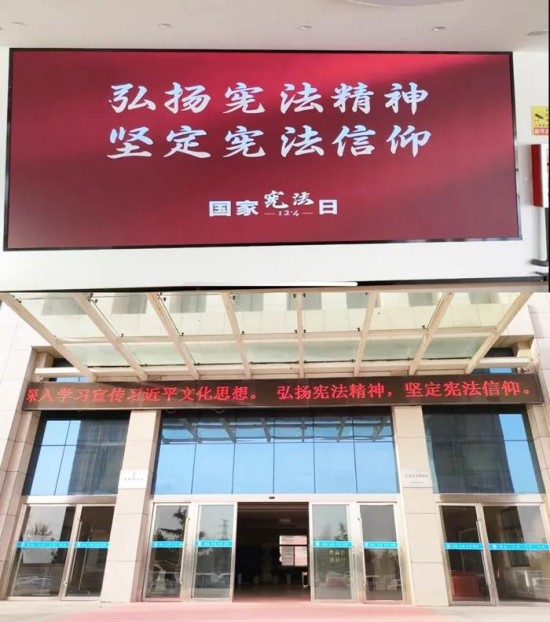 弘扬宪法精神
坚定宪法信仰
国家宪法日
12·4
深入学习宣传习近平文化思想。 弘扬宪法精神，坚定宪法信仰。